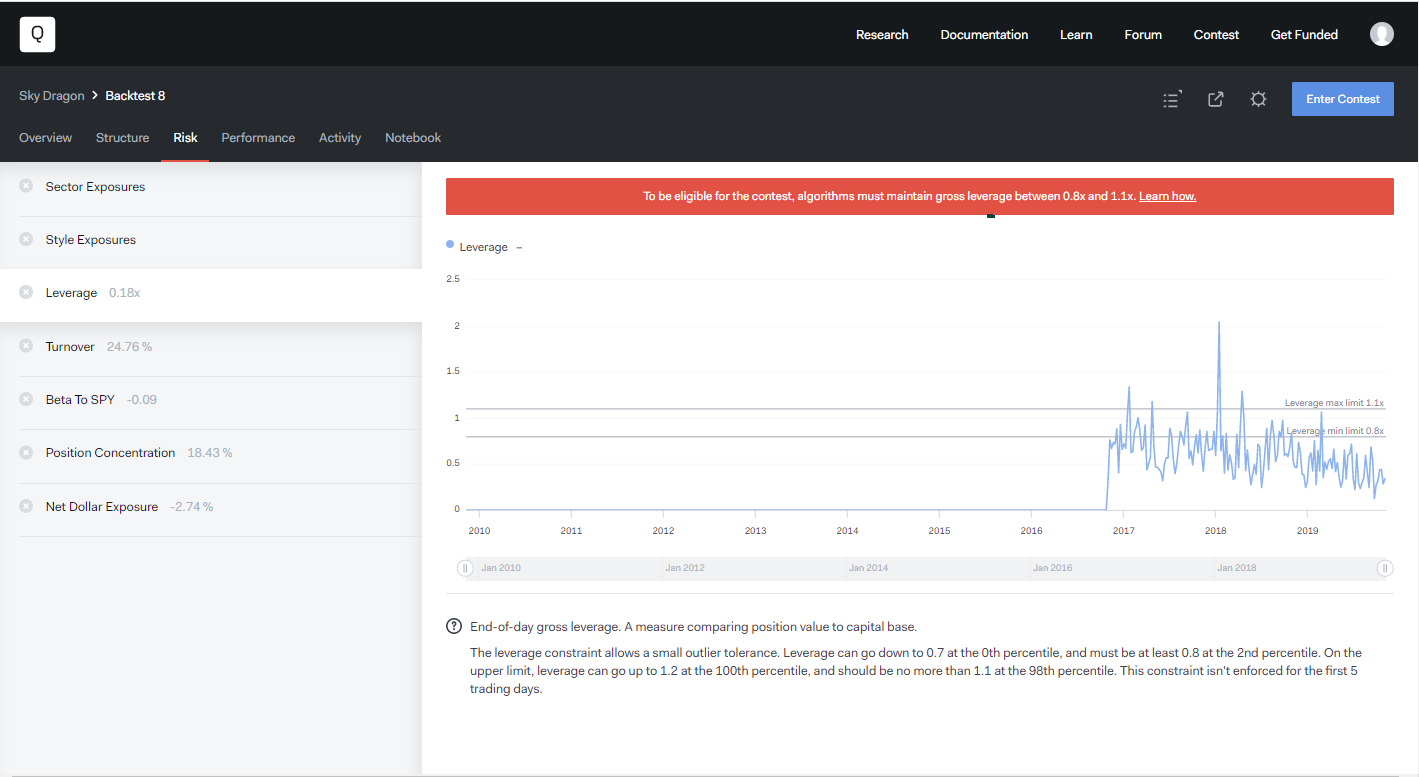 Q
Research Documentation Learn Forum Contest Get Funded
Sky Dragon > Backtest 8
Enter Contest
Overview Structure Risk Performance Activity Notebook
Sector Exposures
Style Exposures
Leverage 0.18x
Turnover 24.76 %
Beta To SPY -0.09
Position Concentration 18.43 %
Net Dollar Exposure -2.74 %
To be eligible for the contest, algorithms must maintain gross leverage between 0.8x and 1.1x. Learn how.
Leverage –
2.5
2
1.5
1
0.5
0
Leverage max limit 1.1x
Leverage min limit 0.8x
2010 2011 2012 2013 2014 2015 2016 2017 2018 2019
Jan 2010 Jan 2012 Jan 2014 Jan 2016 Jan 2018
? End-of-day gross leverage. A measure comparing position value to capital base.
The leverage constraint allows a small outlier tolerance. Leverage can go down to 0.7 at the 0th percentile, and must be at least 0.8 at the 2nd percentile. On the
upper limit, leverage can go up to 1.2 at the 100th percentile, and should be no more than 1.1 at the 98th percentile. This constraint isn't enforced for the first 5
trading days.